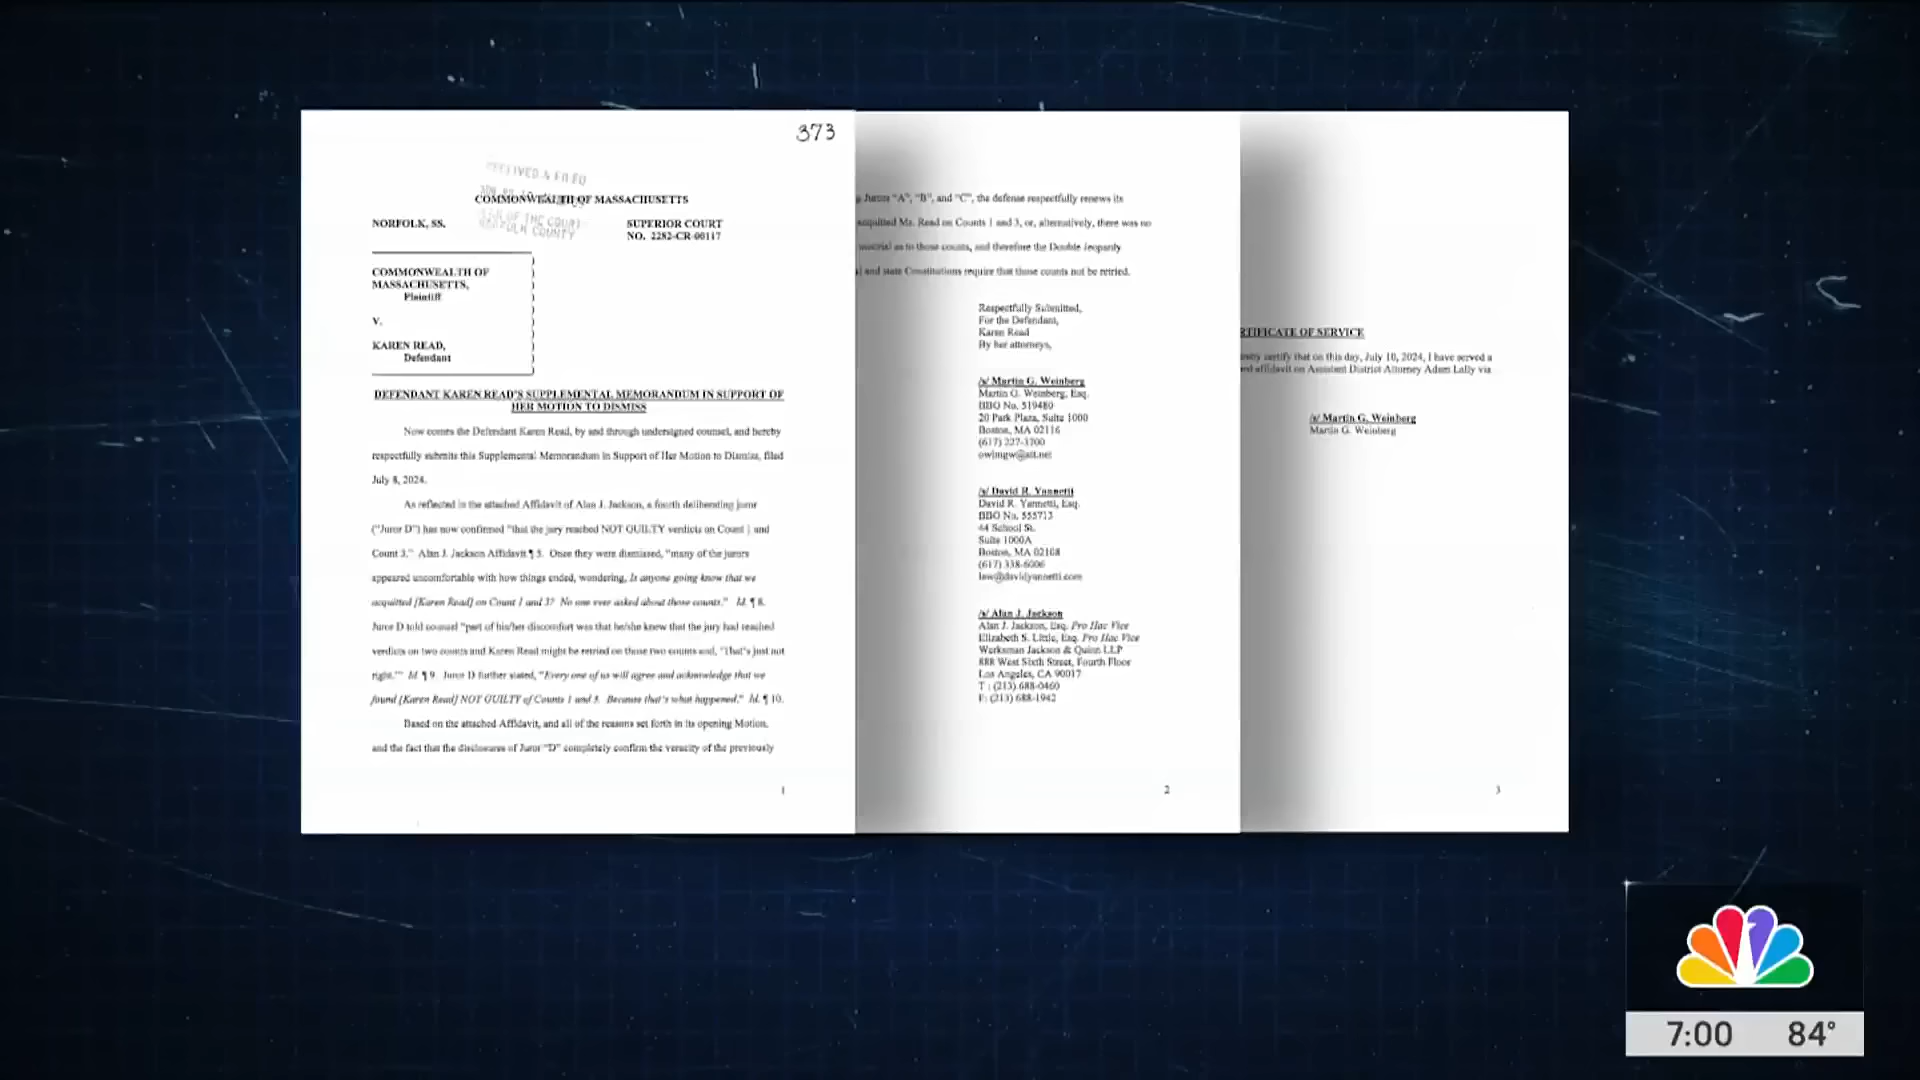 373
RECEIVED & FILED
COMMONWEALTH OF MASSACHUSETTS
NORFOLK, SS.
SUPERIOR COURT
NO. 2282-CR-00117
OF THE COURT
NORFOLK COUNTY
COMMONWEALTH OF
MASSACHUSETTS,
Plaintiff
V.
KAREN READ,
Defendant
DEFENDANT KAREN READ'S SUPPLEMENTAL MEMORANDUM IN SUPPORT OF
HER MOTION TO DISMISS
Now comes the Defendant Karen Read, by and through undersigned counsel, and hereby
respectfully submits this Supplemental Memorandum in Support of Her Motion to Dismiss, filed
July 8, 2024.
As reflected in the attached Affidavit of Alan J. Jackson, a fourth deliberating juror
("Juror D") has now confirmed "that the jury reached NOT GUILTY verdicts on Count 1 and
Count 3." Alan J. Jackson Affidavit ¶ 5. Once they were dismissed, "many of the jurors
appeared uncomfortable with how things ended, wondering, Is anyone going know that we
acquitted [Karen Read] on Count 1 and 3? No one ever asked about those counts." Id. ¶ 8.
Juror D told counsel "part of his/her discomfort was that he/she knew that the jury had reached
verdicts on two counts and Karen Read might be retried on those two counts and, "That's just not
right."" Id. ¶ 9. Juror D further stated, "Every one of us will agree and acknowledge that we
found [Karen Read] NOT GUILTY of Counts 1 and 3. Because that's what happened." Id. ¶ 10.
Based on the attached Affidavit, and all of the reasons set forth in its opening Motion,
and the fact that the disclosures of Juror "D" completely confirm the veracity of the previously
1
Jurors "A", "B", and "C", the defense respectfully renews its
acquitted Ms. Read on Counts 1 and 3, or, alternatively, there was no
mistrial as to those counts, and therefore the Double Jeopardy
and state Constitutions require that those counts not be retried.
Respectfully Submitted,
For the Defendant,
Karen Read
By her attorneys,
/s/ Martin G. Weinberg
Martin G. Weinberg, Esq.
BBO No. 519480
20 Park Plaza, Suite 1000
Boston, MA 02116
(617) 227-3700
owlmgw@att.net
/s/ David R. Yannetti
David R. Yannetti, Esq.
BBO No. 555713
44 School St.
Suite 1000A
Boston, MA 02108
(617) 338-6006
law@davidyannetti.com
/s/ Alan J. Jackson
Alan J. Jackson, Esq. Pro Hac Vice
Elizabeth S. Little, Esq. Pro Hac Vice
Werksman Jackson & Quinn LLP
888 West Sixth Street, Fourth Floor
Los Angeles, CA 90017
T : (213) 688-0460
F: (213) 688-1942
2
RTIFICATE OF SERVICE
certify that on this day, July 10, 2024, I have served a
affidavit on Assistant District Attorney Adam Lally via
/s/ Martin G. Weinberg
Martin G. Weinberg
3
7:00 84°